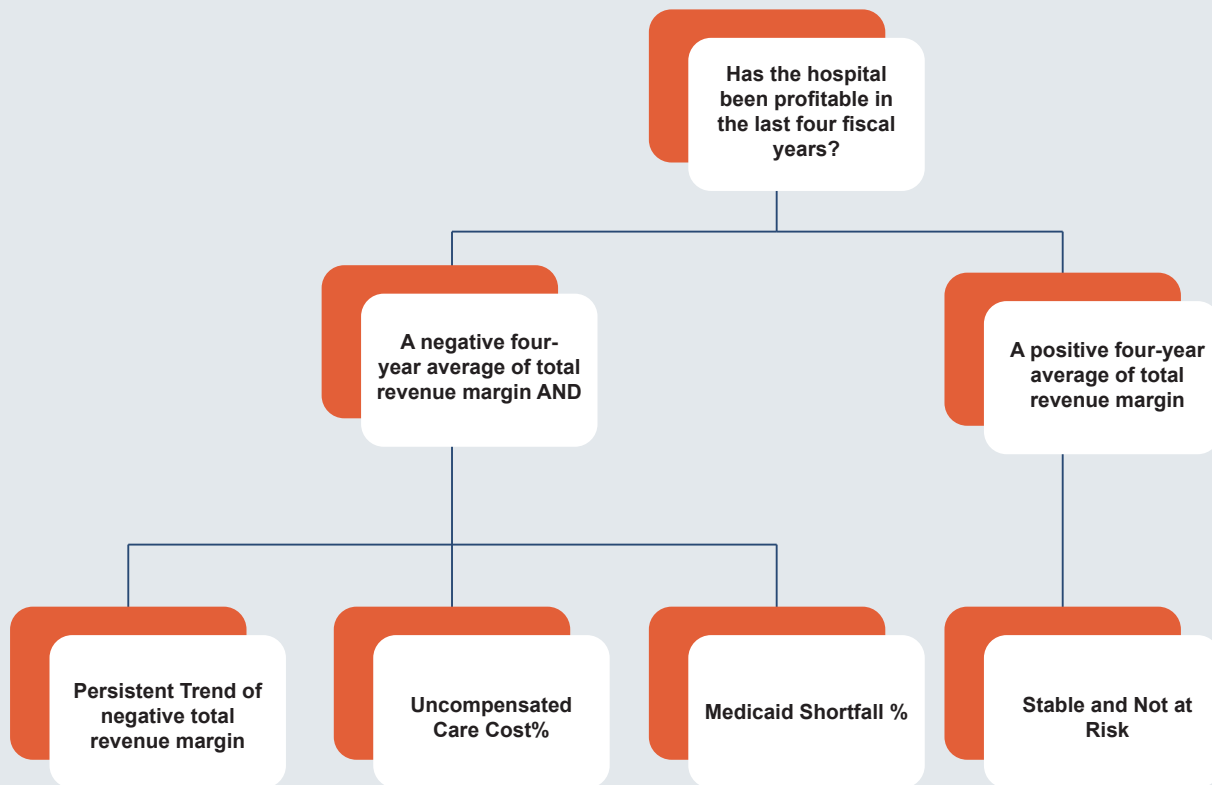 Has the hospital
been profitable in
the last four fiscal
years?
A negative four-
year average of total
revenue margin AND
A positive four-year
average of total
revenue margin
Persistent Trend of
negative total
revenue margin
Uncompensated
Care Cost%
Medicaid Shortfall %
Stable and Not at
Risk